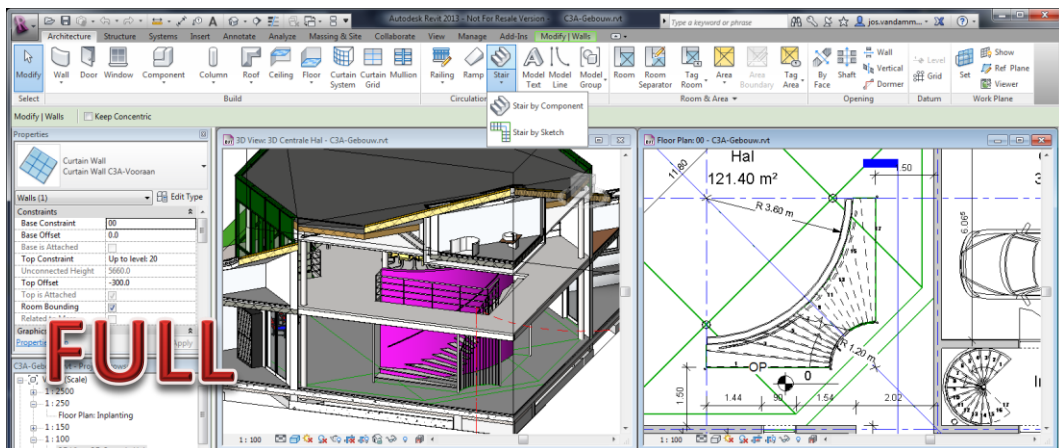 Autodesk Revit 2013 - Not For Resale Version - C3A-Gebouw.rvt
Type a keyword or phrase
jos.vandamm...
Architecture Structure Systems Insert Annotate Analyze Massing & Site Collaborate View Manage Add-Ins Modify | Walls
Modify Wall Door Window Component Column Roof Ceiling Floor Curtain System Curtain Grid Mullion Railing Ramp Stair Model Text Model Line Model Group Room Room Separator Tag Room Area Area Boundary Tag Area By Face Shaft Wall Vertical Dormer Level Grid Set Show Ref Plane Viewer
Select Build Circulation Room & Area Opening Datum Work Plane
Stair by Component
Stair by Sketch
Modify | Walls Keep Concentric
Properties
Curtain Wall
Curtain Wall C3A-Vooraan
Walls (1) Edit Type
Constraints
Base Constraint 00
Base Offset 0.0
Base is Attached
Top Constraint Up to level: 20
Unconnected Height 5660.0
Top Offset -300.0
Top is Attached
Room Bounding
Graphics
Apply
FULL
1 : 2500
1 : 250
Floor Plan: Inplanting
1 : 150
1 : 100
3D View: 3D Centrale Hal - C3A-Gebouw.rvt
1 : 100
Floor Plan: 00 - C3A-Gebouw.rvt
Hal
121.40 m²
11.80
.50
R 3.60 m
6.06⁵
R 1.20 m
OP
0
1.50
1.44 90 1.54 2.02
1 : 100